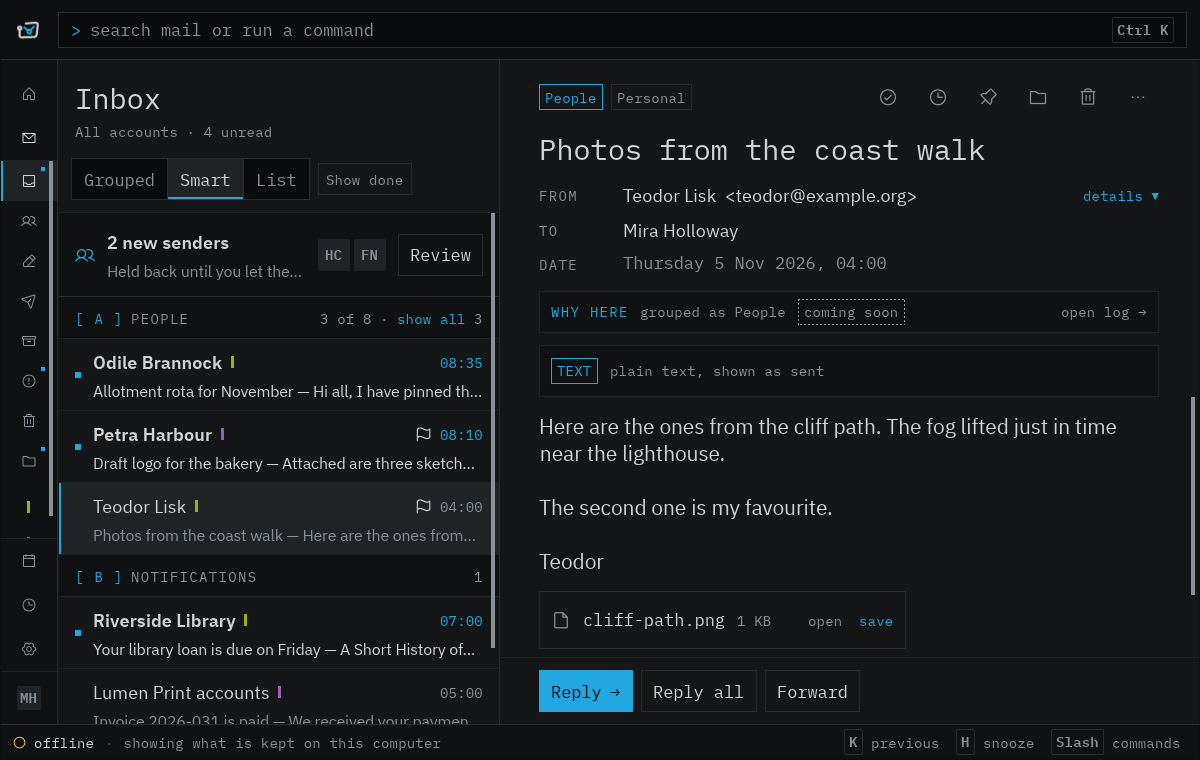 > search mail or run a command Ctrl K
Inbox
All accounts · 4 unread
Grouped Smart List Show done
2 new senders
Held back until you let the...
HC FN Review
[ A ] PEOPLE 3 of 8 · show all 3
Odile Brannock 08:35
Allotment rota for November — Hi all, I have pinned th...
Petra Harbour 08:10
Draft logo for the bakery — Attached are three sketch...
Teodor Lisk 04:00
Photos from the coast walk — Here are the ones from...
[ B ] NOTIFICATIONS 1
Riverside Library 07:00
Your library loan is due on Friday — A Short History of...
Lumen Print accounts 05:00
Invoice 2026-031 is paid — We received your paymen...
MH
People Personal
Photos from the coast walk
FROM Teodor Lisk <teodor@example.org> details ▼
TO Mira Holloway
DATE Thursday 5 Nov 2026, 04:00
WHY HERE grouped as People coming soon open log →
TEXT plain text, shown as sent
Here are the ones from the cliff path. The fog lifted just in time
near the lighthouse.
The second one is my favourite.
Teodor
cliff-path.png 1 KB open save
Reply → Reply all Forward
offline · showing what is kept on this computer
K previous H snooze Slash commands